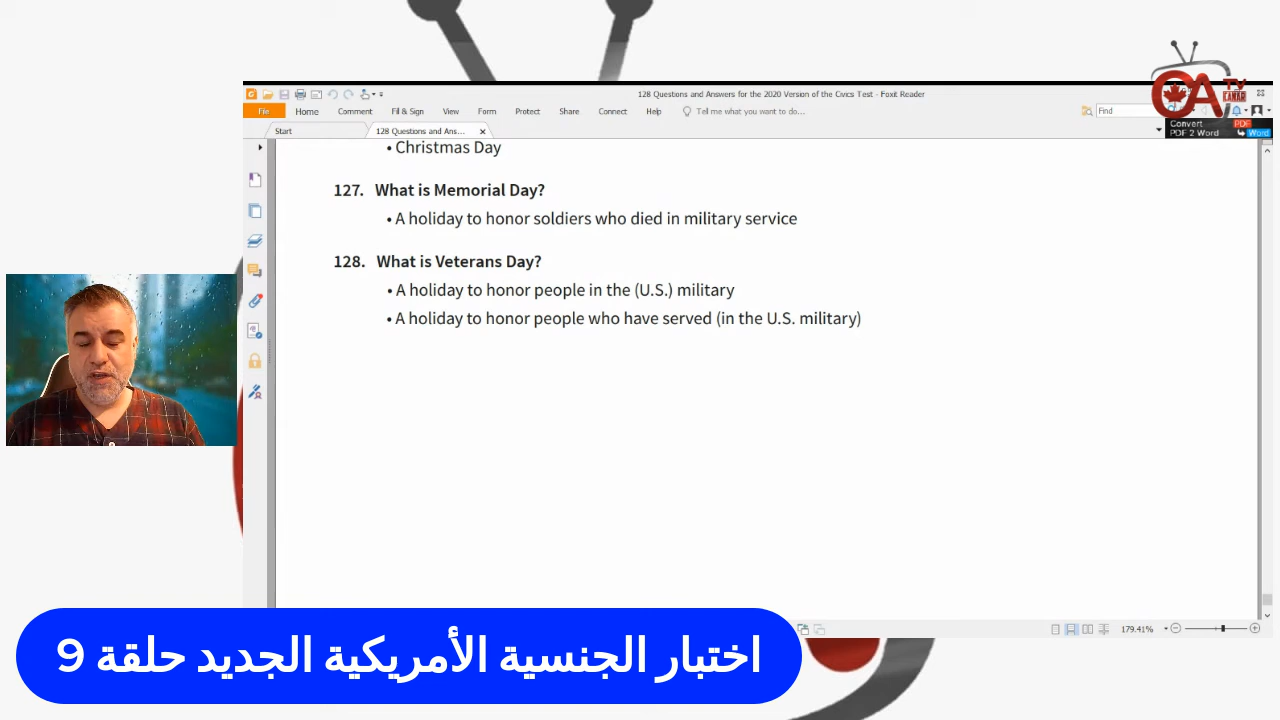 128 Questions and Answers for the 2020 Version of the Civics Test - Foxit Reader
File Home Comment Fill & Sign View Form Protect Share Connect Help Tell me what you want to do... Find
OA TV
KANAR
Start 128 Questions and Ans...
Convert PDF
PDF 2 Word Word
• Christmas Day
127. What is Memorial Day?
• A holiday to honor soldiers who died in military service
128. What is Veterans Day?
• A holiday to honor people in the (U.S.) military
• A holiday to honor people who have served (in the U.S. military)
179.41%
اختبار الجنسية الأمريكية الجديد حلقة 9